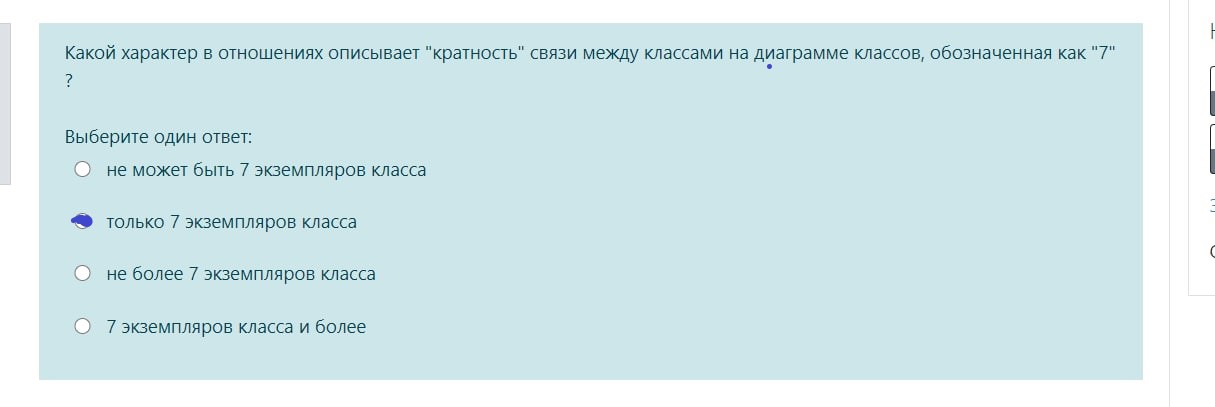 Какой характер в отношениях описывает "кратность" связи между классами на диаграмме классов, обозначенная как "7"
?
Выберите один ответ:
не может быть 7 экземпляров класса
только 7 экземпляров класса
не более 7 экземпляров класса
7 экземпляров класса и более